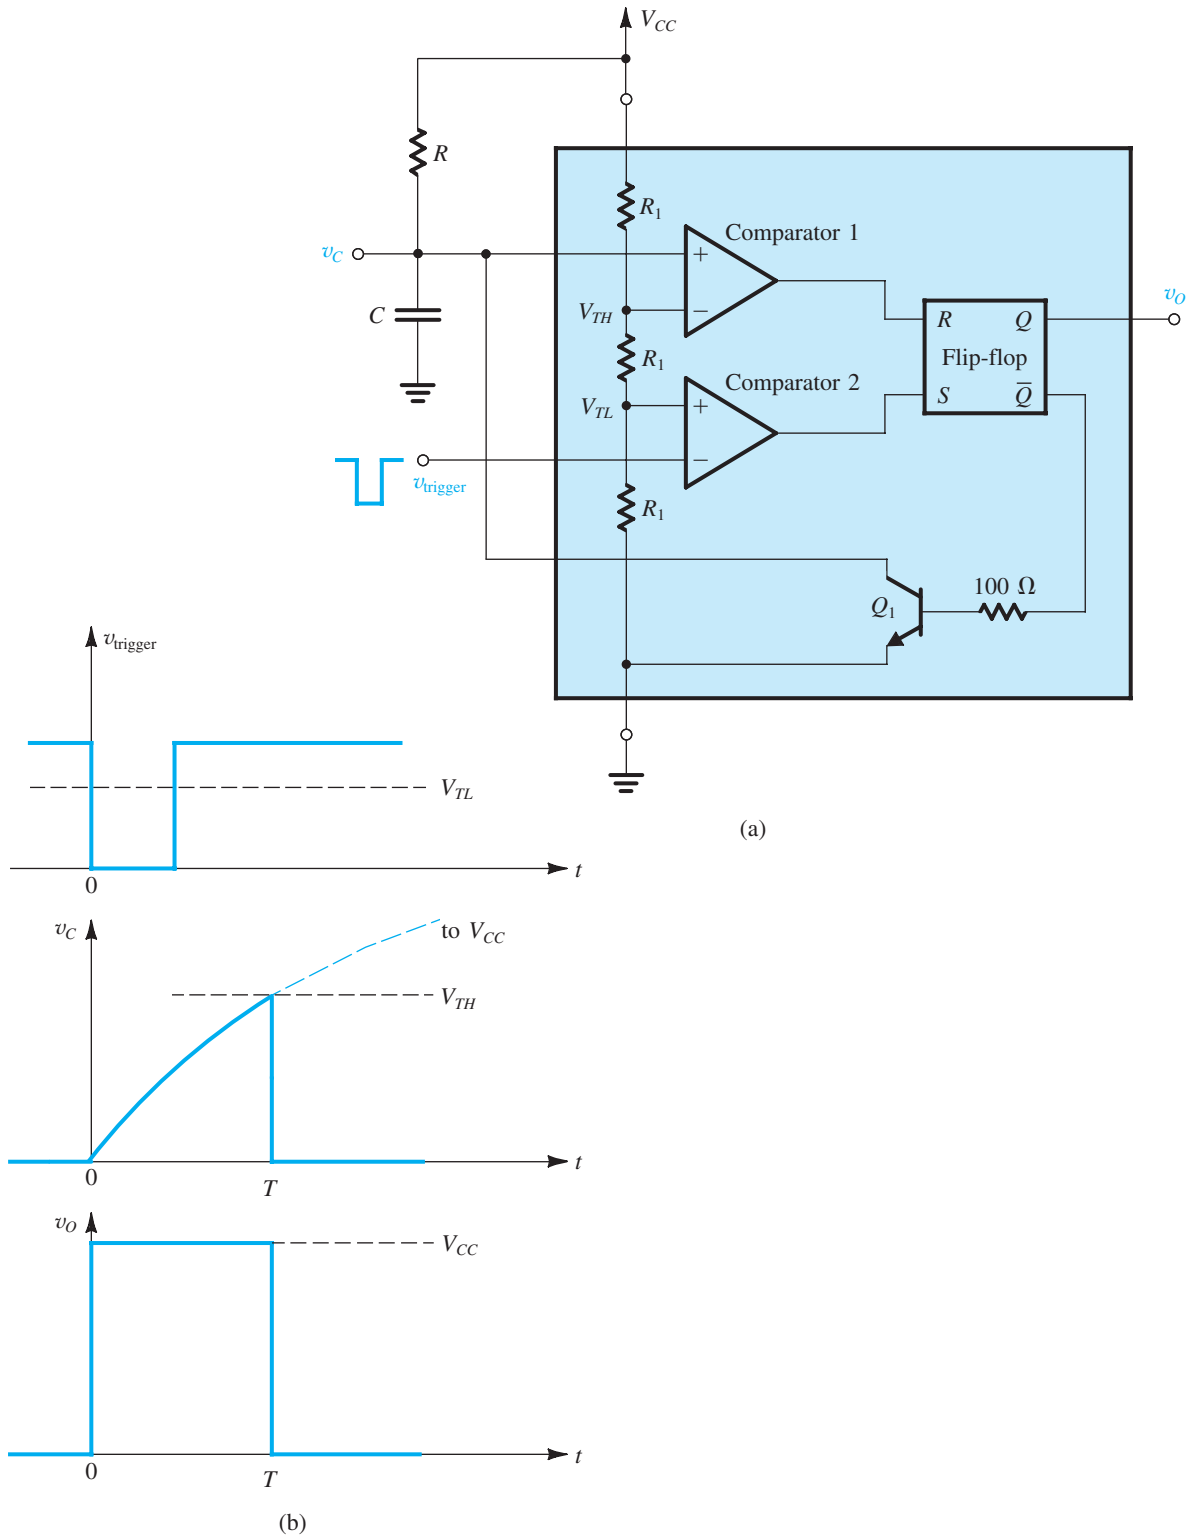 V_CC
R
R_1
Comparator 1
v_C
+
−
v_O
C
V_TH
R Q
Flip-flop
R_1
Comparator 2
S Q̅
V_TL
+
−
v_trigger
R_1
100 Ω
Q_1
v_trigger
V_TL
(a)
0
t
v_C
to V_CC
V_TH
0
T
t
v_O
V_CC
0
T
t
(b)